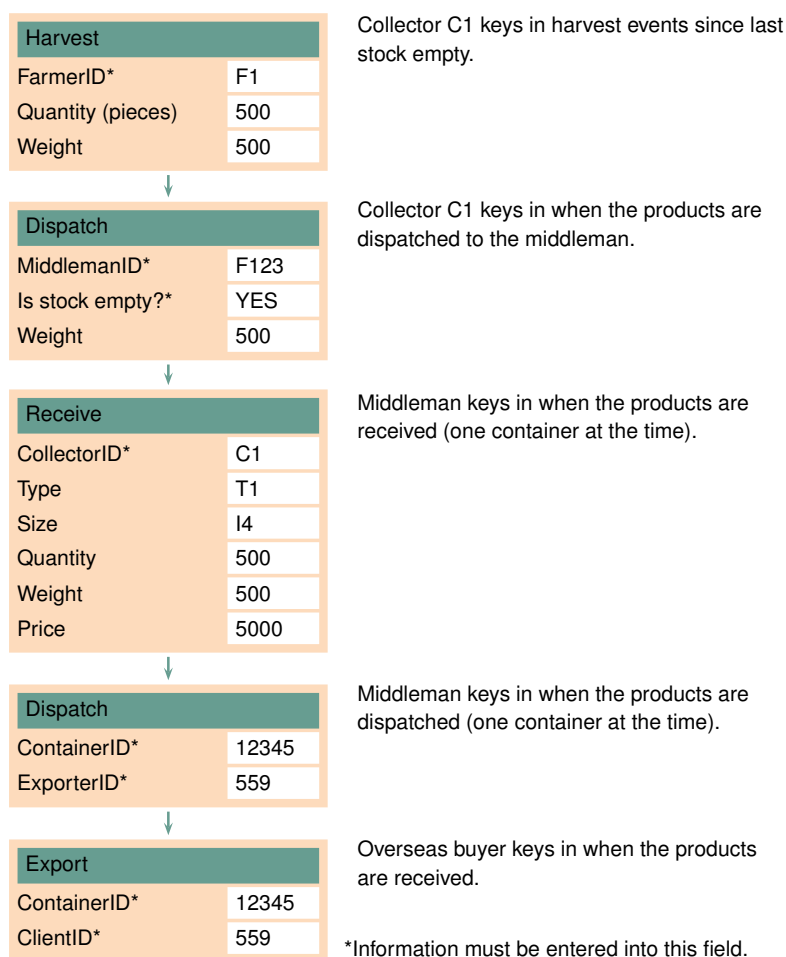 Harvest
Collector C1 keys in harvest events since last
stock empty.
FarmerID* F1
Quantity (pieces) 500
Weight 500
Dispatch
Collector C1 keys in when the products are
dispatched to the middleman.
MiddlemanID* F123
Is stock empty?* YES
Weight 500
Receive
Middleman keys in when the products are
received (one container at the time).
CollectorID* C1
Type T1
Size I4
Quantity 500
Weight 500
Price 5000
Dispatch
Middleman keys in when the products are
dispatched (one container at the time).
ContainerID* 12345
ExporterID* 559
Export
Overseas buyer keys in when the products
are received.
ContainerID* 12345
ClientID* 559
*Information must be entered into this field.